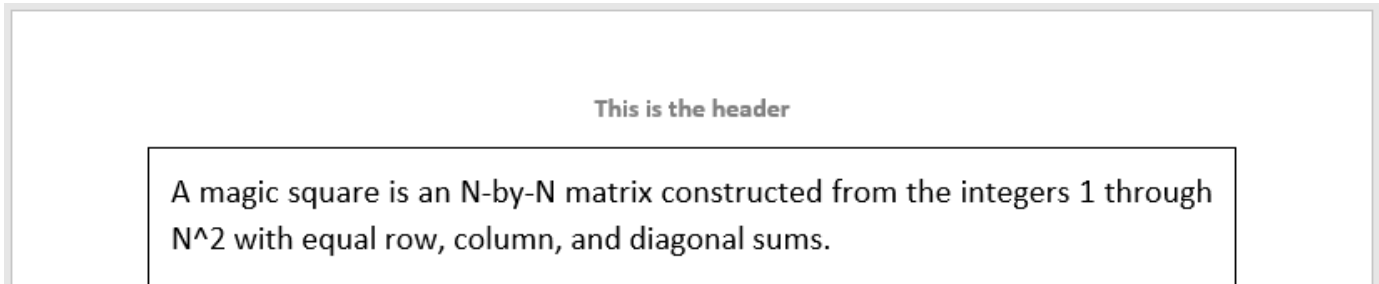 This is the header
A magic square is an N-by-N matrix constructed from the integers 1 through
N^2 with equal row, column, and diagonal sums.